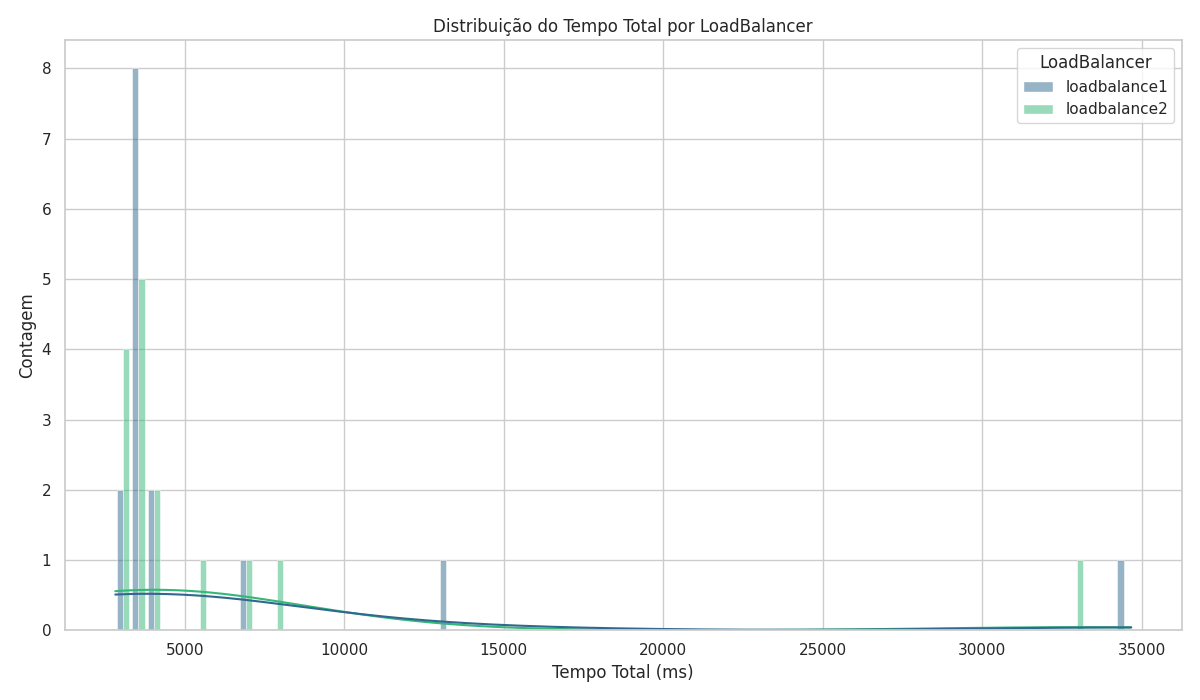 Distribuição do Tempo Total por LoadBalancer
LoadBalancer
loadbalance1
loadbalance2
Contagem
8
7
6
5
4
3
2
1
0
5000 10000 15000 20000 25000 30000 35000
Tempo Total (ms)